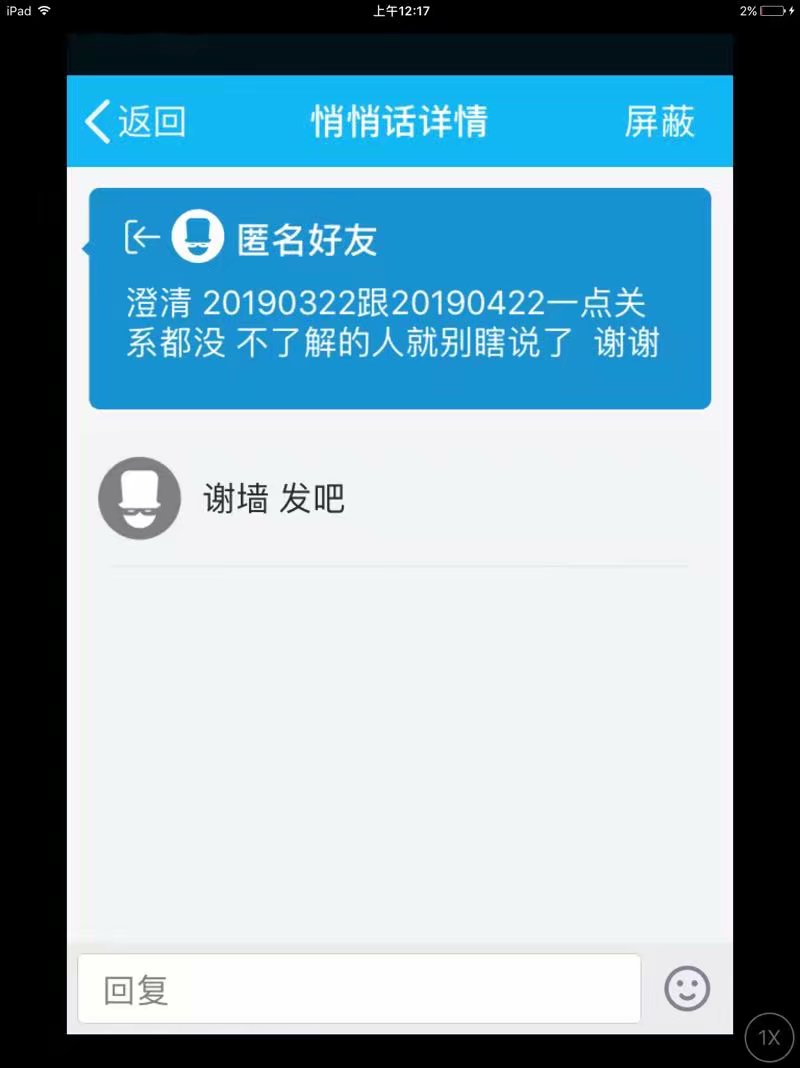 iPad 上午12:17 2%
返回 悄悄话详情 屏蔽
匿名好友
澄清 20190322跟20190422一点关
系都没 不了解的人就别瞎说了 谢谢
谢墙 发吧
回复
1X